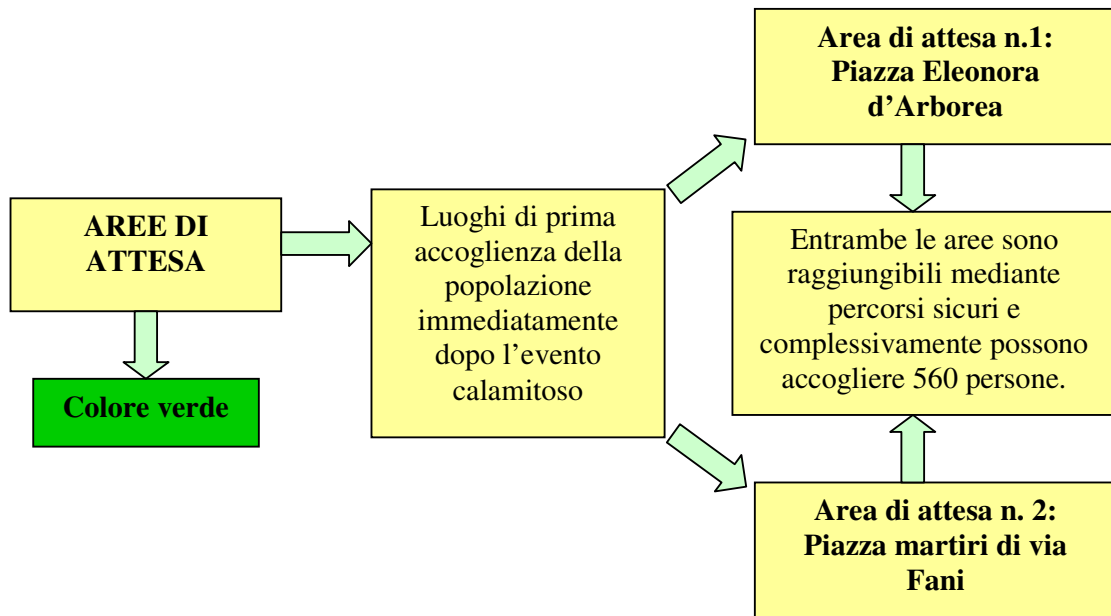 AREE DI
ATTESA
Colore verde
Luoghi di prima
accoglienza della
popolazione
immediatamente
dopo l'evento
calamitoso
Area di attesa n.1:
Piazza Eleonora
d'Arborea
Entrambe le aree sono
raggiungibili mediante
percorsi sicuri e
complessivamente possono
accogliere 560 persone.
Area di attesa n. 2:
Piazza martiri di via
Fani